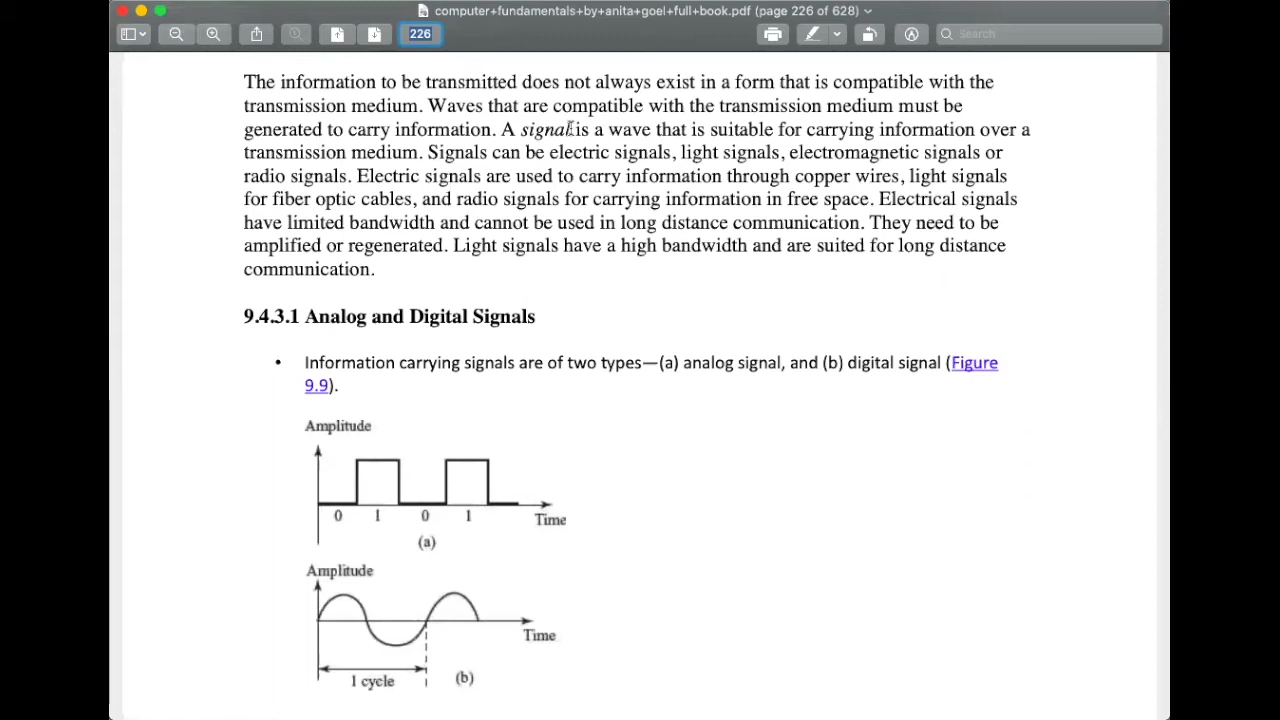 computer+fundamentals+by+anita+goel+full+book.pdf (page 226 of 628)
226
Search
The information to be transmitted does not always exist in a form that is compatible with the
transmission medium. Waves that are compatible with the transmission medium must be
generated to carry information. A signal is a wave that is suitable for carrying information over a
transmission medium. Signals can be electric signals, light signals, electromagnetic signals or
radio signals. Electric signals are used to carry information through copper wires, light signals
for fiber optic cables, and radio signals for carrying information in free space. Electrical signals
have limited bandwidth and cannot be used in long distance communication. They need to be
amplified or regenerated. Light signals have a high bandwidth and are suited for long distance
communication.
9.4.3.1 Analog and Digital Signals
• Information carrying signals are of two types—(a) analog signal, and (b) digital signal (Figure
9.9).
Amplitude
0 1 0 1
Time
(a)
Amplitude
Time
1 cycle
(b)